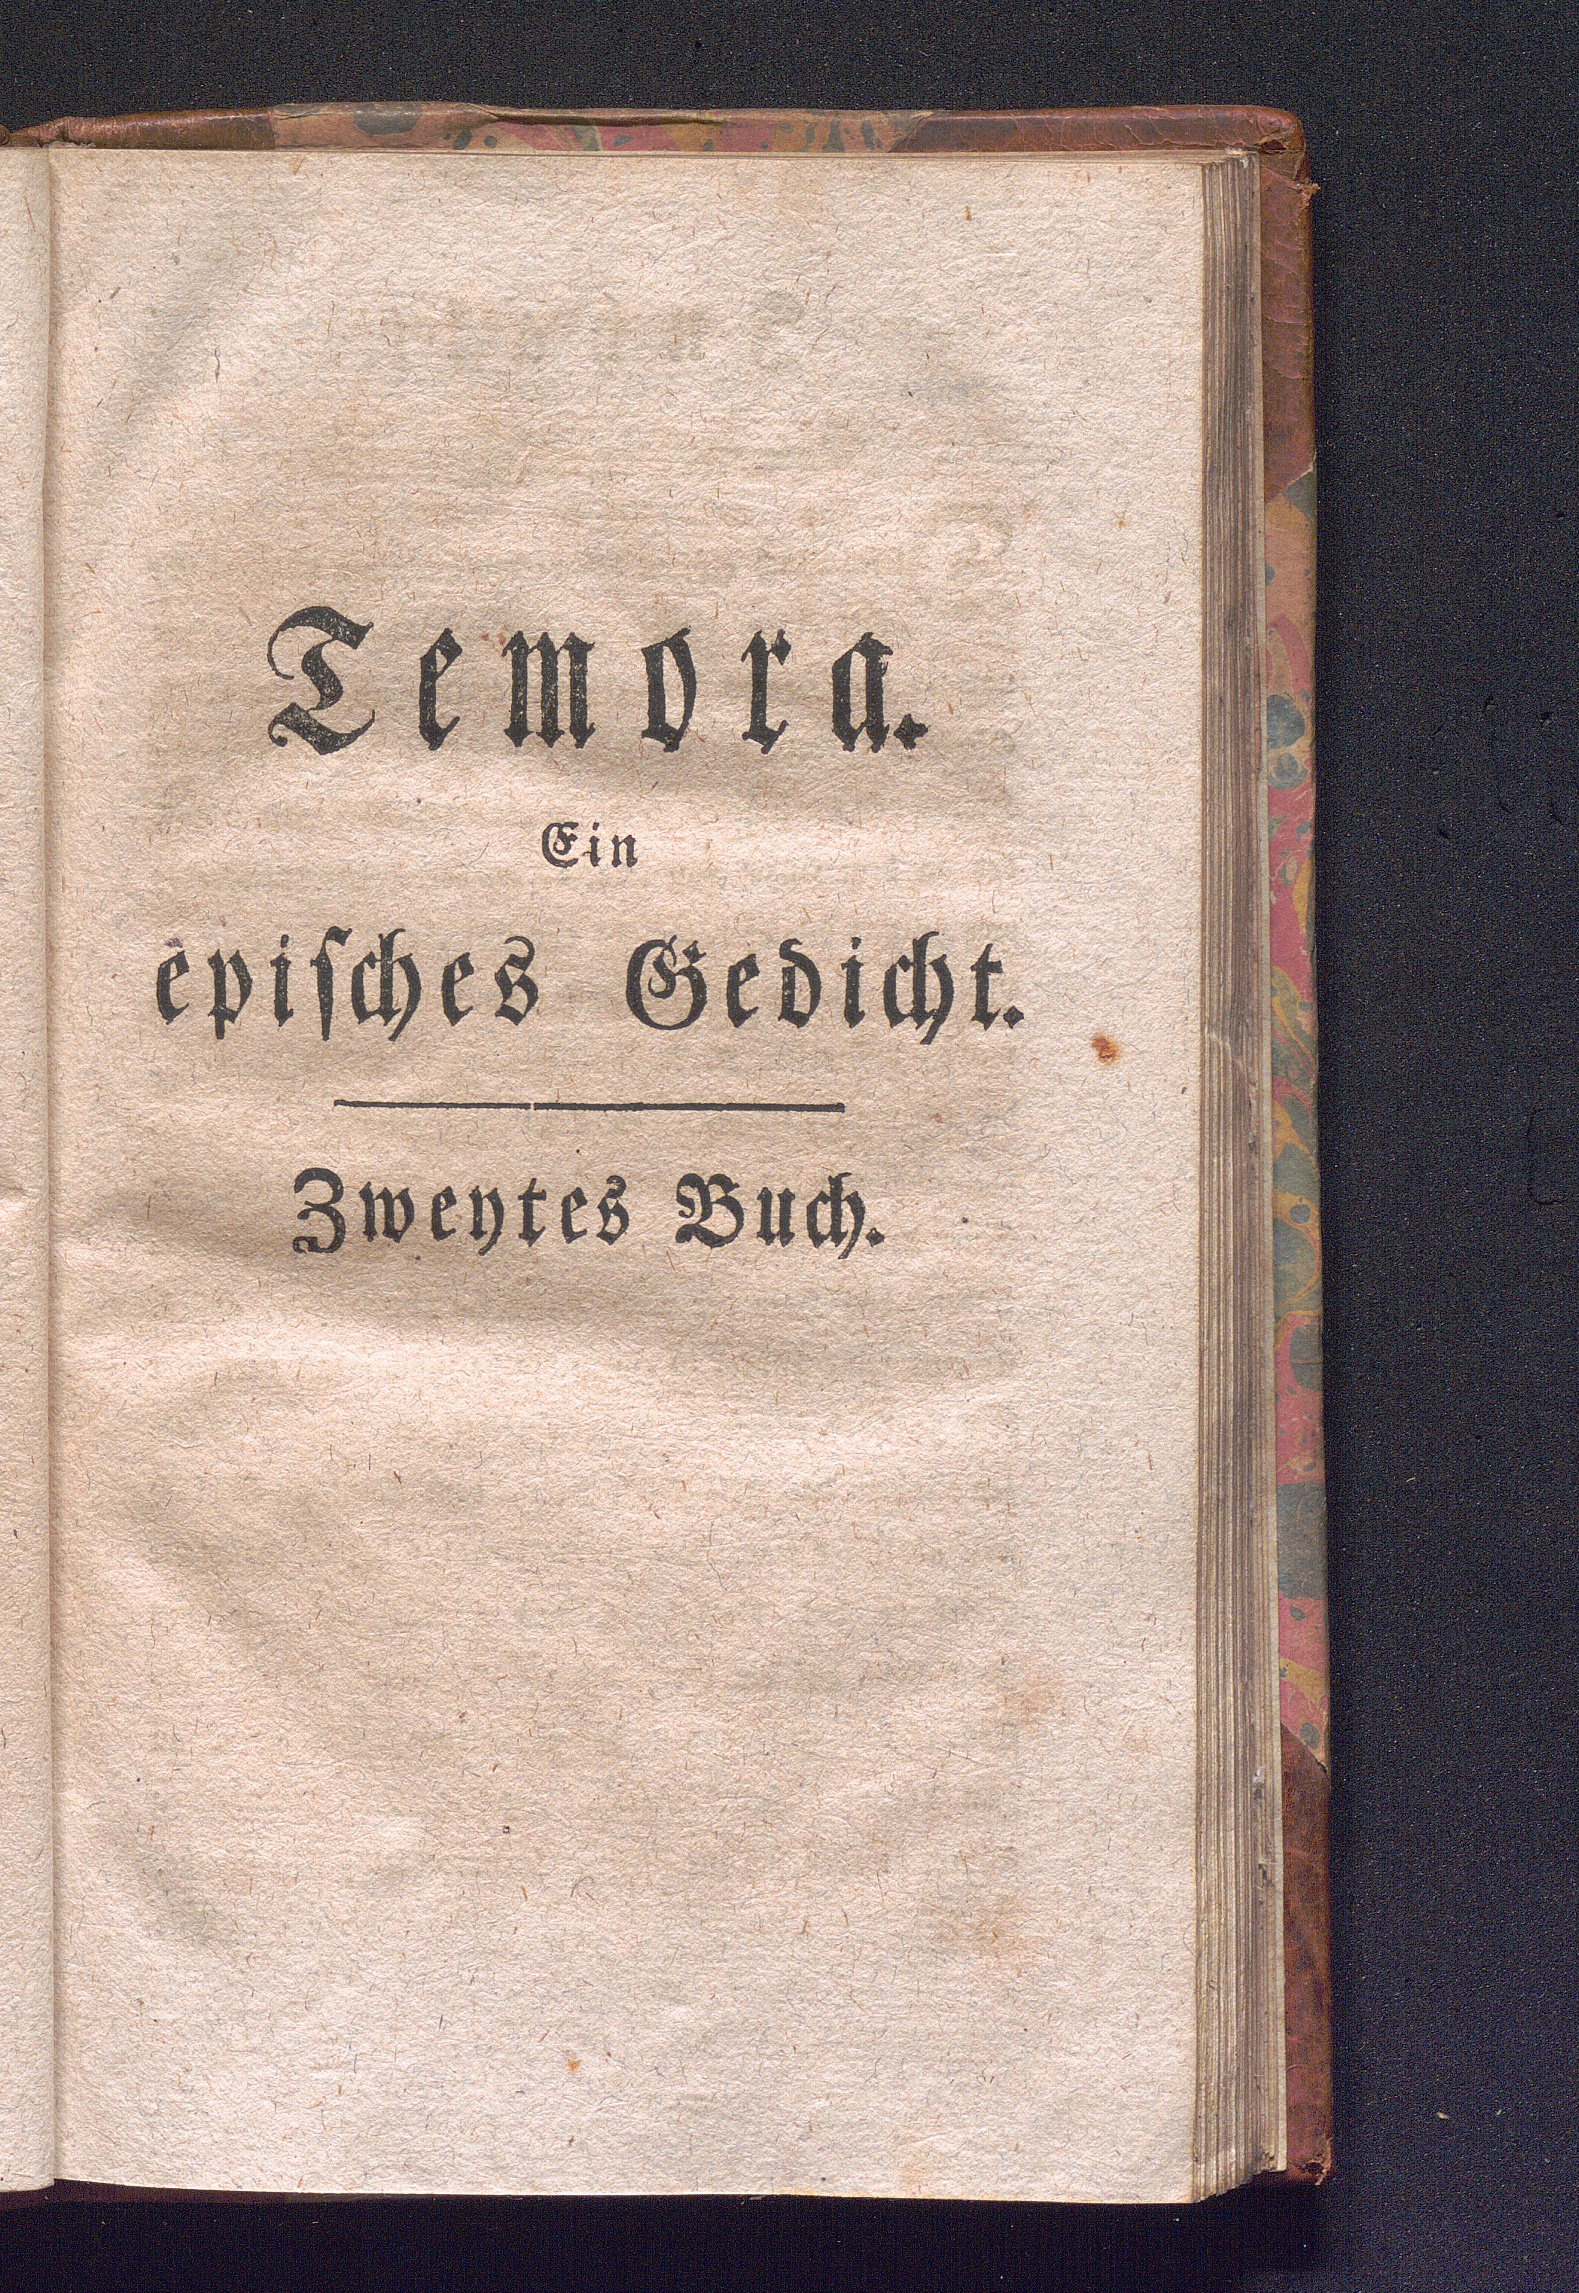 Temora.
Ein
epiſches Gedicht.
Zweytes Buch.